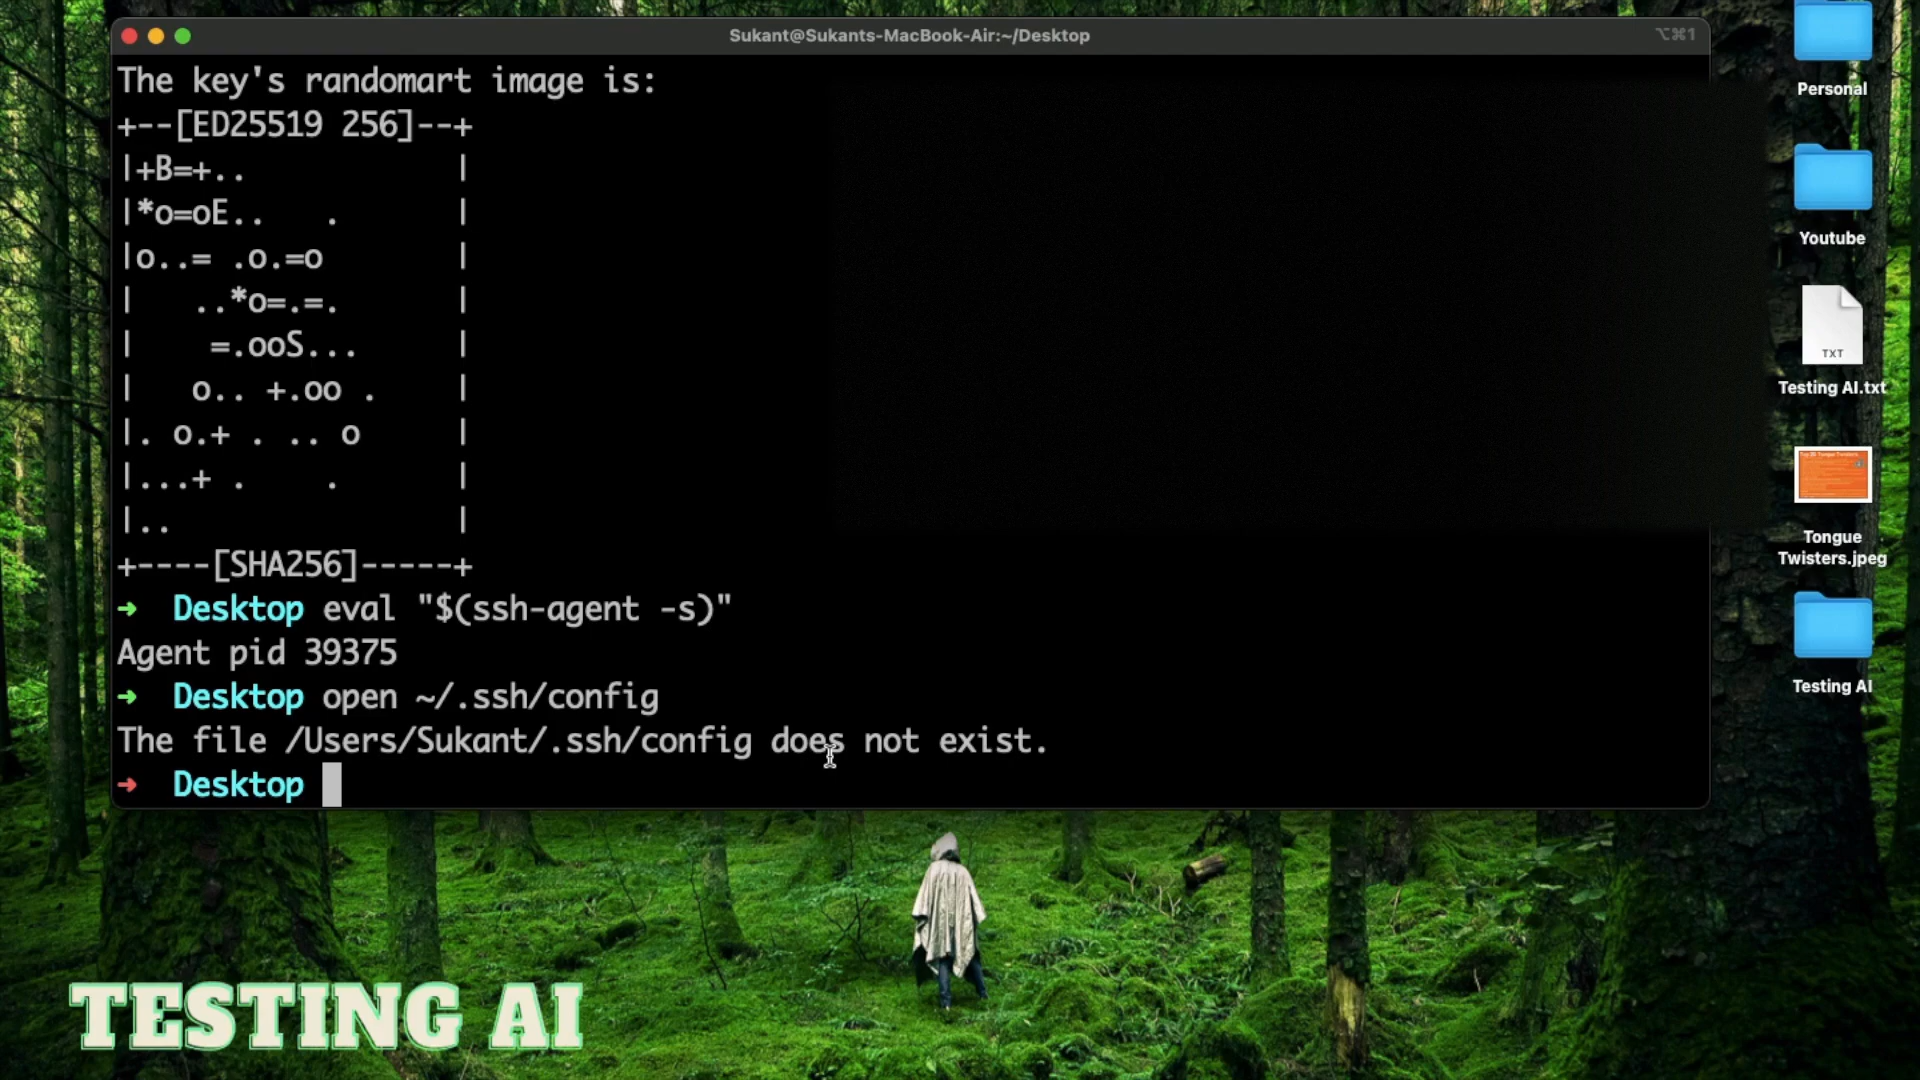 Sukant@Sukants-MacBook-Air:~/Desktop
⌥⌘1
The key's randomart image is:
+--[ED25519 256]--+
|+B=+..           |
|*o=oE..   .      |
|o..= .o.=o       |
|   ..*o=.=.      |
|    =.ooS...     |
|   o.. +.oo .    |
|. o.+ . .. o     |
|...+ .    .      |
|..               |
+----[SHA256]-----+
➜  Desktop eval "$(ssh-agent -s)"
Agent pid 39375
➜  Desktop open ~/.ssh/config
The file /Users/Sukant/.ssh/config does not exist.
➜  Desktop
Personal
Youtube
TXT
Testing AI.txt
Tongue
Twisters.jpeg
Testing AI
TESTING AI